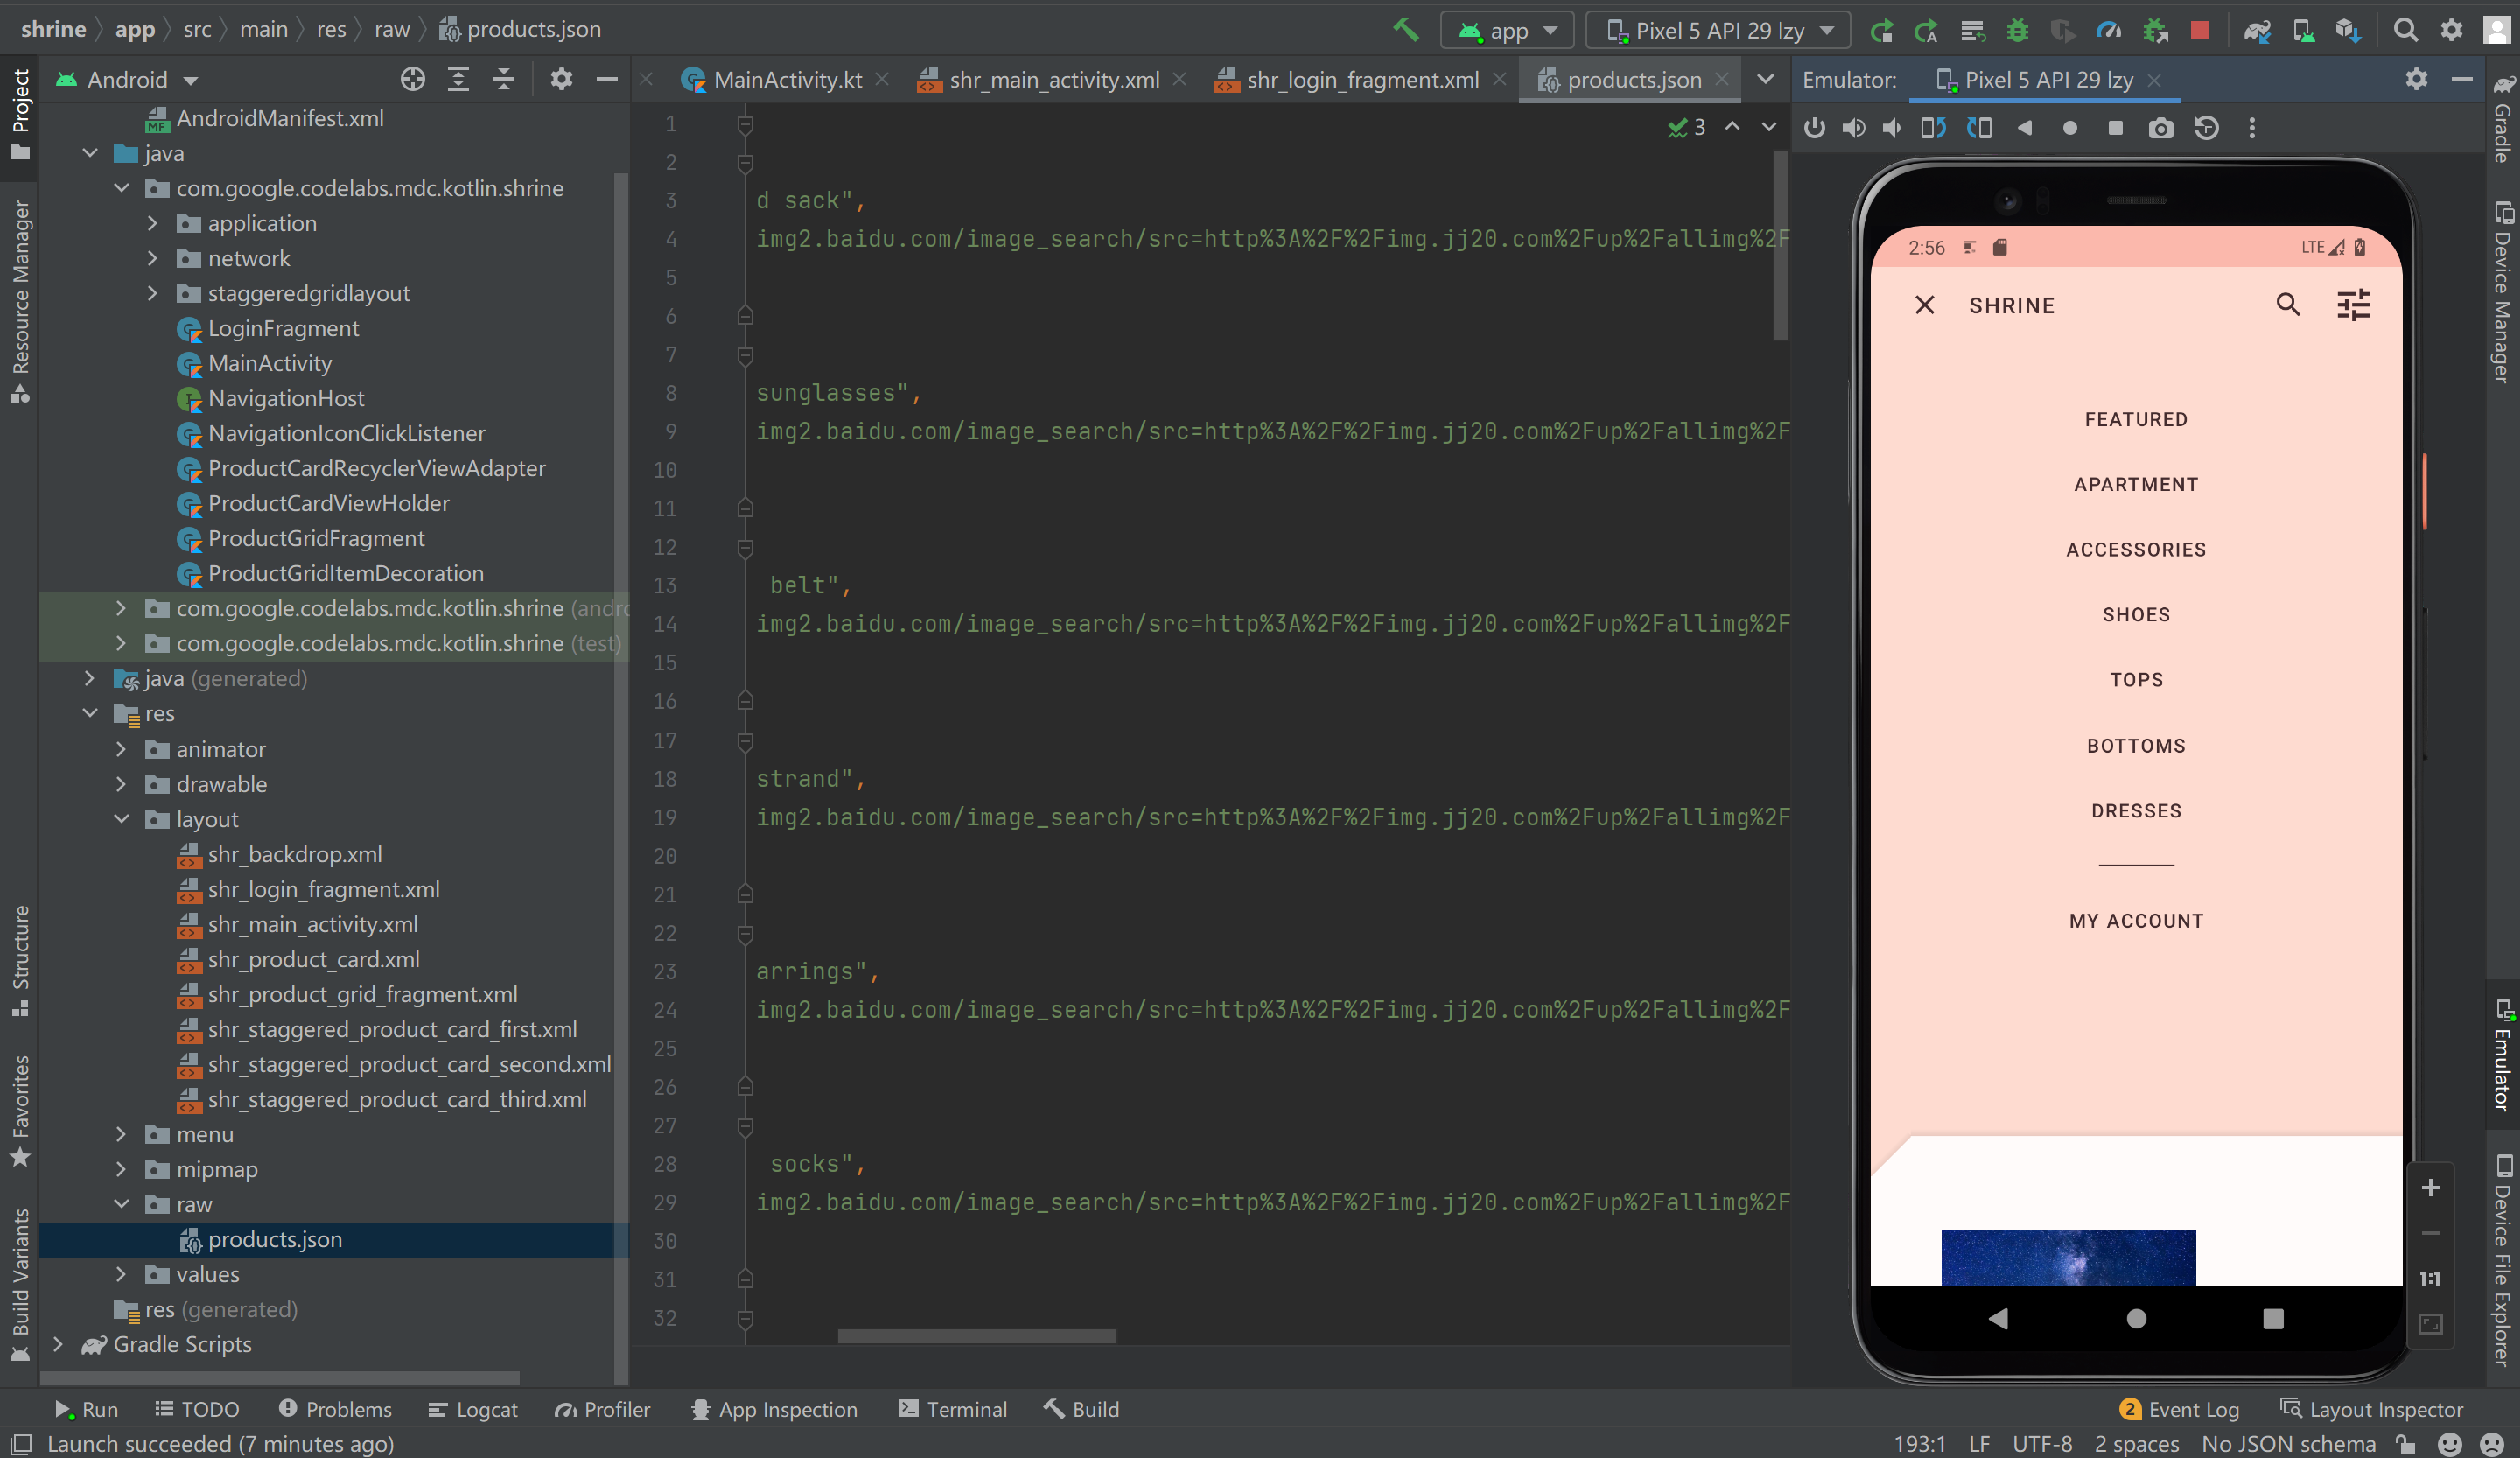 shrine app src main res raw products.json
app Pixel 5 API 29 lzy
Project
Android
MainActivity.kt shr_main_activity.xml shr_login_fragment.xml products.json
Emulator: Pixel 5 API 29 lzy
Gradle
AndroidManifest.xml
java
com.google.codelabs.mdc.kotlin.shrine
application
network
staggeredgridlayout
LoginFragment
MainActivity
NavigationHost
NavigationIconClickListener
ProductCardRecyclerViewAdapter
ProductCardViewHolder
ProductGridFragment
ProductGridItemDecoration
com.google.codelabs.mdc.kotlin.shrine (andro
com.google.codelabs.mdc.kotlin.shrine (test)
java (generated)
res
animator
drawable
layout
shr_backdrop.xml
shr_login_fragment.xml
shr_main_activity.xml
shr_product_card.xml
shr_product_grid_fragment.xml
shr_staggered_product_card_first.xml
shr_staggered_product_card_second.xml
shr_staggered_product_card_third.xml
menu
mipmap
raw
products.json
values
res (generated)
Gradle Scripts
Resource Manager
Structure
Favorites
Build Variants
3
1
2
3 d sack",
4 img2.baidu.com/image_search/src=http%3A%2F%2Fimg.jj20.com%2Fup%2Fallimg%2F
5
6
7
8 sunglasses",
9 img2.baidu.com/image_search/src=http%3A%2F%2Fimg.jj20.com%2Fup%2Fallimg%2F
10
11
12
13 belt",
14 img2.baidu.com/image_search/src=http%3A%2F%2Fimg.jj20.com%2Fup%2Fallimg%2F
15
16
17
18 strand",
19 img2.baidu.com/image_search/src=http%3A%2F%2Fimg.jj20.com%2Fup%2Fallimg%2F
20
21
22
23 arrings",
24 img2.baidu.com/image_search/src=http%3A%2F%2Fimg.jj20.com%2Fup%2Fallimg%2F
25
26
27
28 socks",
29 img2.baidu.com/image_search/src=http%3A%2F%2Fimg.jj20.com%2Fup%2Fallimg%2F
30
31
32
2:56 LTE
SHRINE
FEATURED
APARTMENT
ACCESSORIES
SHOES
TOPS
BOTTOMS
DRESSES
MY ACCOUNT
1:1
Device Manager
Emulator
Device File Explorer
Run TODO Problems Logcat Profiler App Inspection Terminal Build
2 Event Log Layout Inspector
Launch succeeded (7 minutes ago)
193:1 LF UTF-8 2 spaces No JSON schema